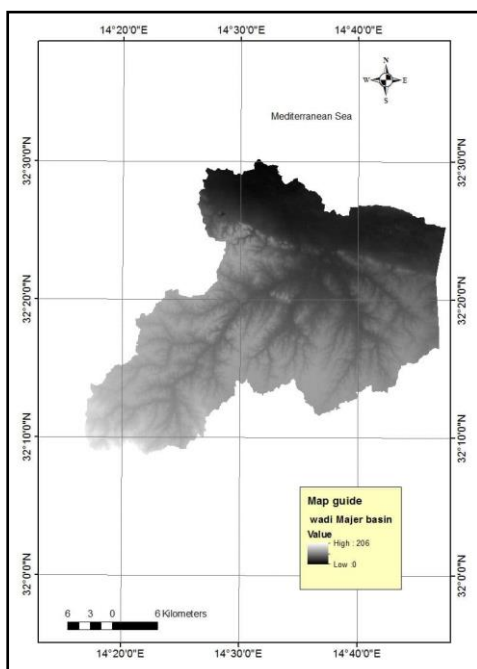 14°20'0"E 14°30'0"E 14°40'0"E
N
W E
S
Mediterranean Sea
32°30'0"N 32°30'0"N
32°20'0"N 32°20'0"N
32°10'0"N 32°10'0"N
Map guide
wadi Majer basin
Value
High : 206
Low :0
32°0'0"N 32°0'0"N
6 3 0 6 Kilometers
14°20'0"E 14°30'0"E 14°40'0"E